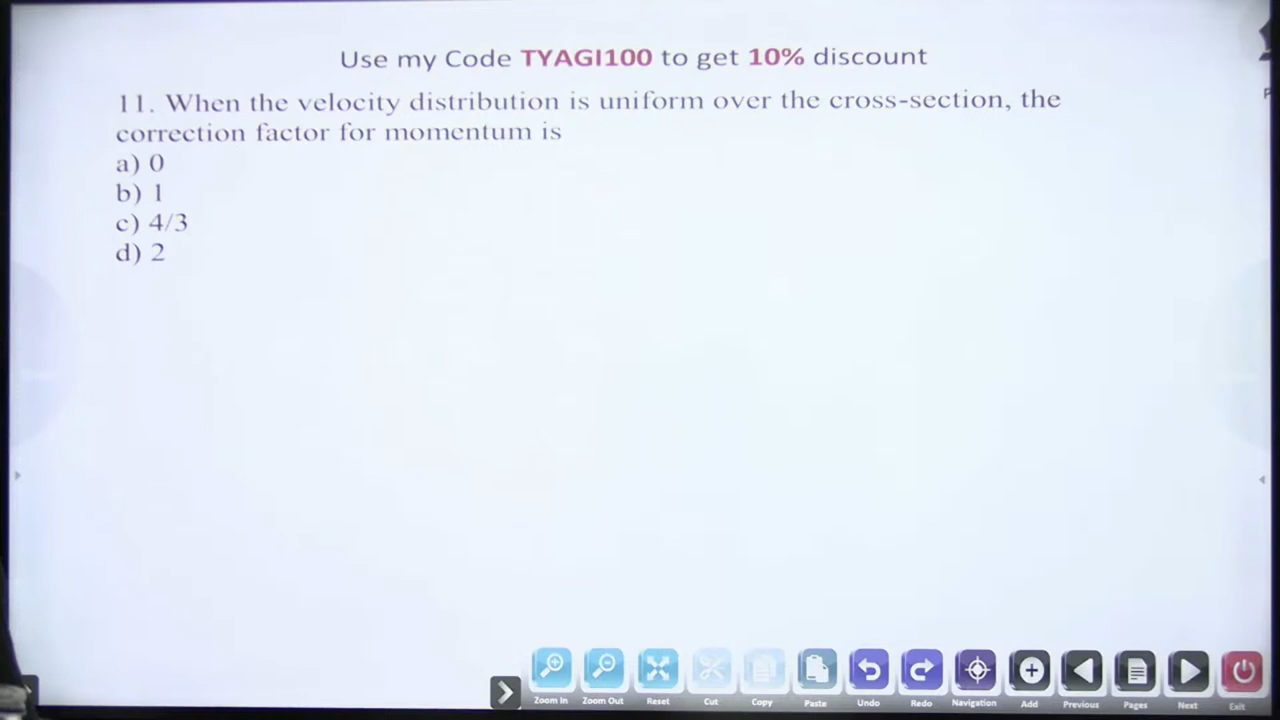 Use my Code TYAGI100 to get 10% discount
11. When the velocity distribution is uniform over the cross-section, the
correction factor for momentum is
a) 0
b) 1
c) 4/3
d) 2
Zoom In Zoom Out Reset Cut Copy Paste Undo Redo Navigation Add Previous Pages Next Exit